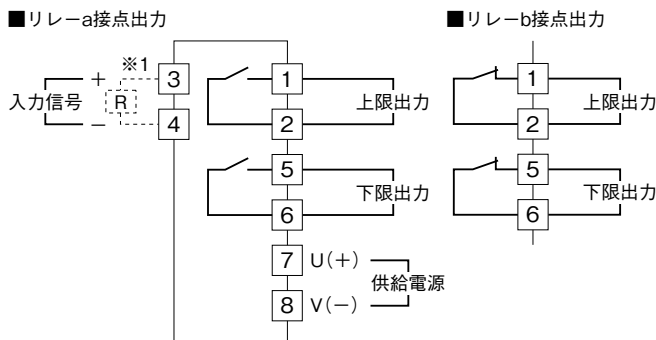 ■リレーa接点出力
※1
入力信号
+
R
−
3
4
1
2
上限出力
5
6
下限出力
7 U(+)
8 V(−)
供給電源
■リレーb接点出力
1
2
上限出力
5
6
下限出力